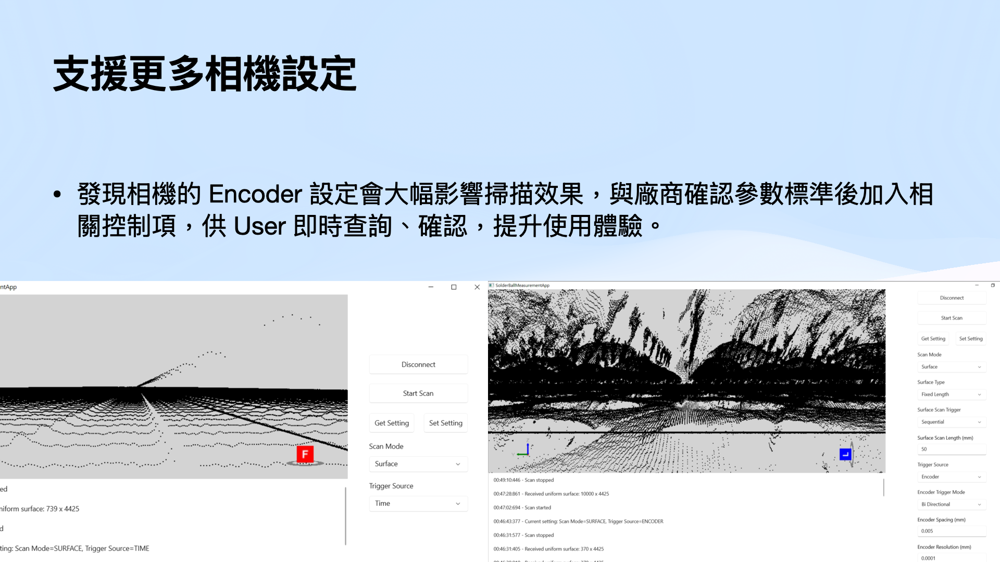 支援更多相機設定
• 發現相機的 Encoder 設定會大幅影響掃描效果，與廠商確認參數標準後加入相
關控制項，供 User 即時查詢、確認，提升使用體驗。
ntApp
Disconnect
Start Scan
Get Setting
Set Setting
Scan Mode
Surface
Trigger Source
Time
F
ed
niform surface: 739 x 4425
d
ting: Scan Mode=SURFACE, Trigger Source=TIME
SolderBallMeasurementApp
Disconnect
Start Scan
Get Setting
Set Setting
Scan Mode
Surface
Surface Type
Fixed Length
Surface Scan Trigger
Sequential
Surface Scan Length (mm)
50
Trigger Source
Encoder
Encoder Trigger Mode
Bi Directional
Encoder Spacing (mm)
0.005
Encoder Resolution (mm)
0.0001
Z
Y
L
00:49:10:446 - Scan stopped
00:47:28:861 - Received uniform surface: 10000 x 4425
00:47:02:694 - Scan started
00:46:43:377 - Current setting: Scan Mode=SURFACE, Trigger Source=ENCODER
00:46:31:577 - Scan stopped
00:46:31:405 - Received uniform surface: 370 x 4425